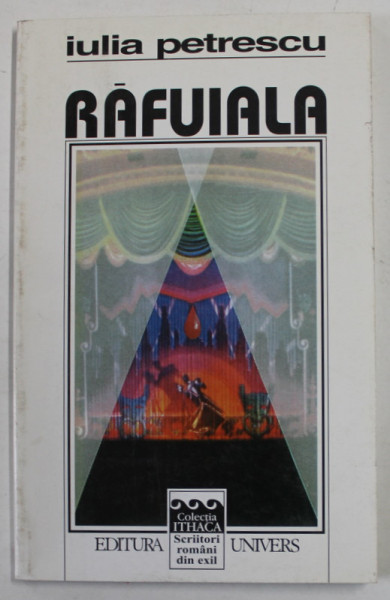 iulia petrescu
RĂFUIALA
Colecția
ITHACA
EDITURA Scriitori UNIVERS
români
din exil